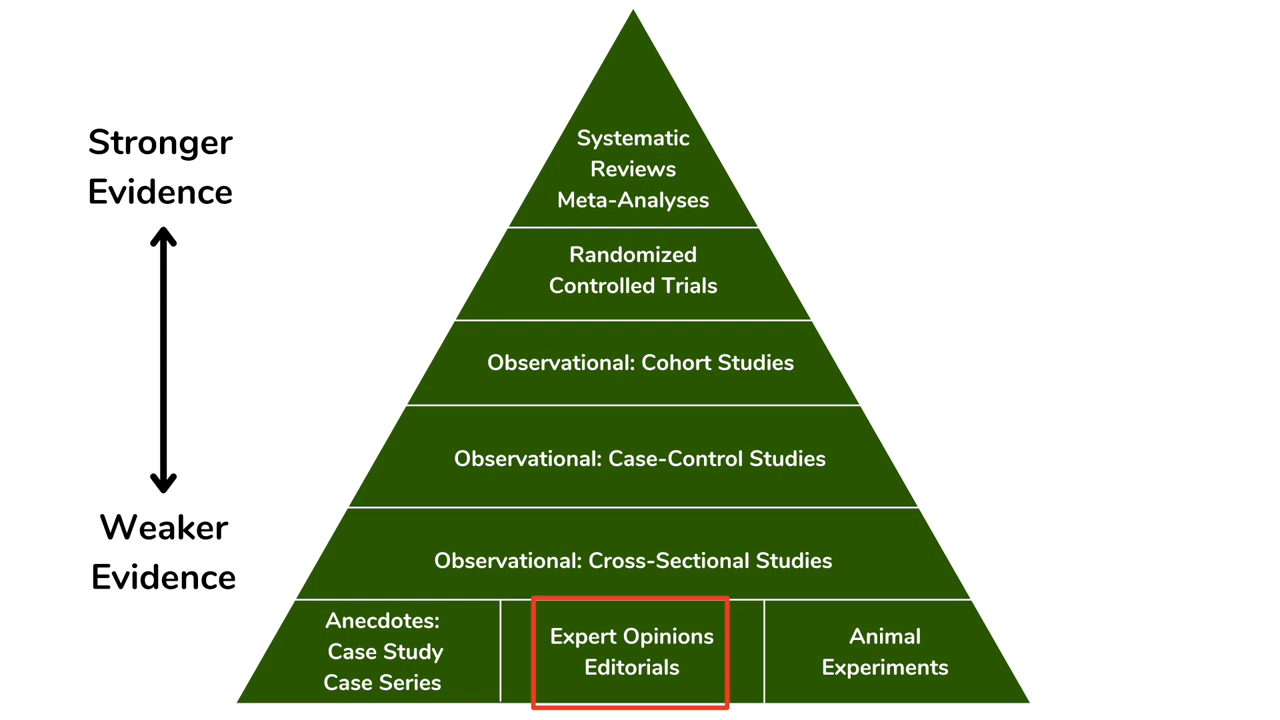 Stronger
Evidence
Weaker
Evidence
Systematic
Reviews
Meta-Analyses
Randomized
Controlled Trials
Observational: Cohort Studies
Observational: Case-Control Studies
Observational: Cross-Sectional Studies
Anecdotes:
Case Study
Case Series
Expert Opinions
Editorials
Animal
Experiments